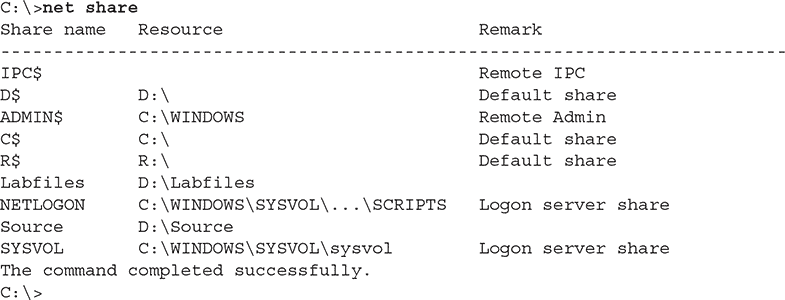 C:\>net share
Share name   Resource                        Remark
--------------------------------------------------------------------------
IPC$                                         Remote IPC
D$           D:\                             Default share
ADMIN$       C:\WINDOWS                      Remote Admin
C$           C:\                             Default share
R$           R:\                             Default share
Labfiles     D:\Labfiles
NETLOGON     C:\WINDOWS\SYSVOL\...\SCRIPTS   Logon server share
Source       D:\Source
SYSVOL       C:\WINDOWS\SYSVOL\sysvol        Logon server share
The command completed successfully.
C:\>